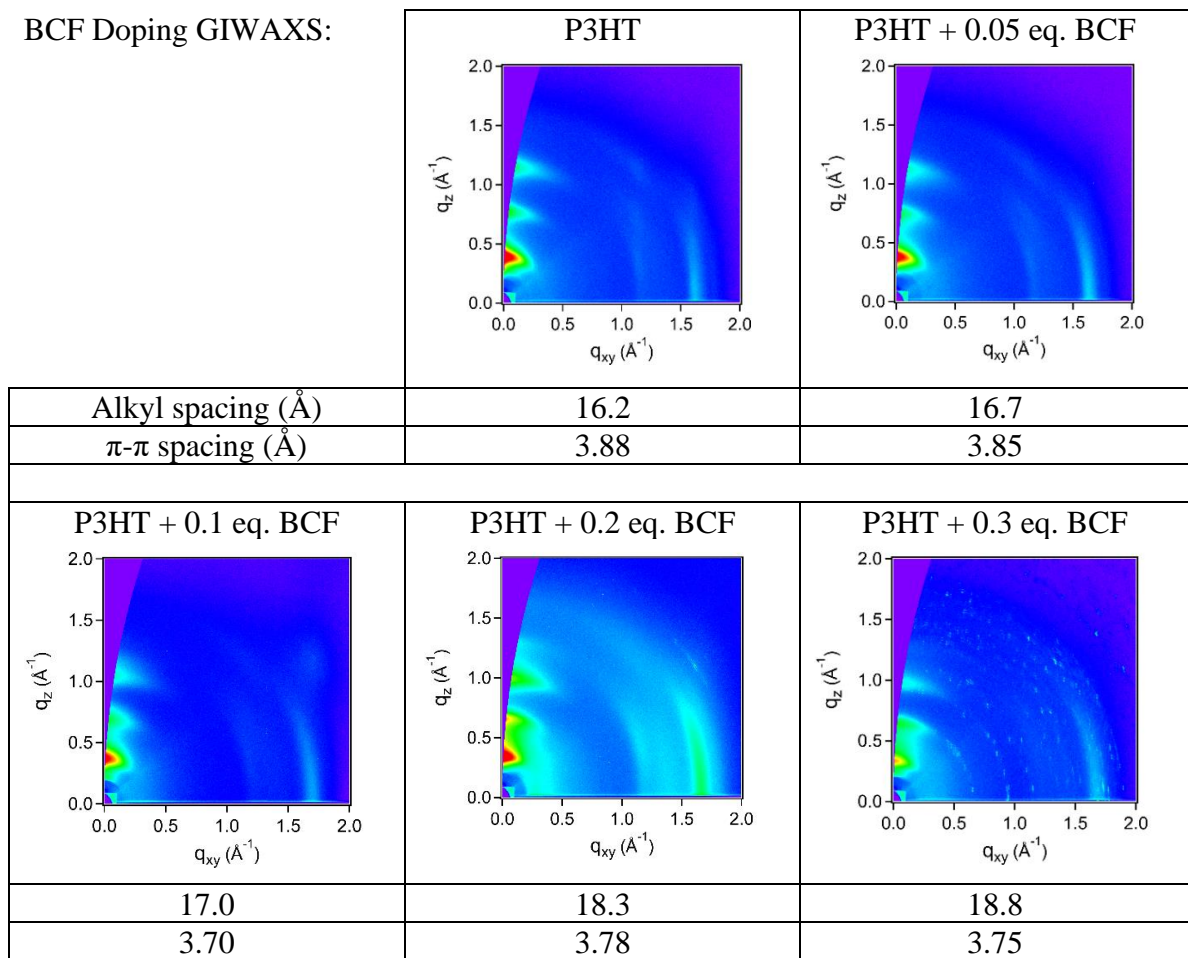 BCF Doping GIWAXS:
P3HT
P3HT + 0.05 eq. BCF
2.0
1.5
1.0
0.5
0.0
q_z (Å⁻¹)
0.0 0.5 1.0 1.5 2.0
q_xy (Å⁻¹)
2.0
1.5
1.0
0.5
0.0
q_z (Å⁻¹)
0.0 0.5 1.0 1.5 2.0
q_xy (Å⁻¹)
Alkyl spacing (Å) 16.2 16.7
π-π spacing (Å) 3.88 3.85
P3HT + 0.1 eq. BCF
P3HT + 0.2 eq. BCF
P3HT + 0.3 eq. BCF
2.0
1.5
1.0
0.5
0.0
q_z (Å⁻¹)
0.0 0.5 1.0 1.5 2.0
q_xy (Å⁻¹)
2.0
1.5
1.0
0.5
0.0
q_z (Å⁻¹)
0.0 0.5 1.0 1.5 2.0
q_xy (Å⁻¹)
2.0
1.5
1.0
0.5
0.0
q_z (Å⁻¹)
0.0 0.5 1.0 1.5 2.0
q_xy (Å⁻¹)
17.0 18.3 18.8
3.70 3.78 3.75